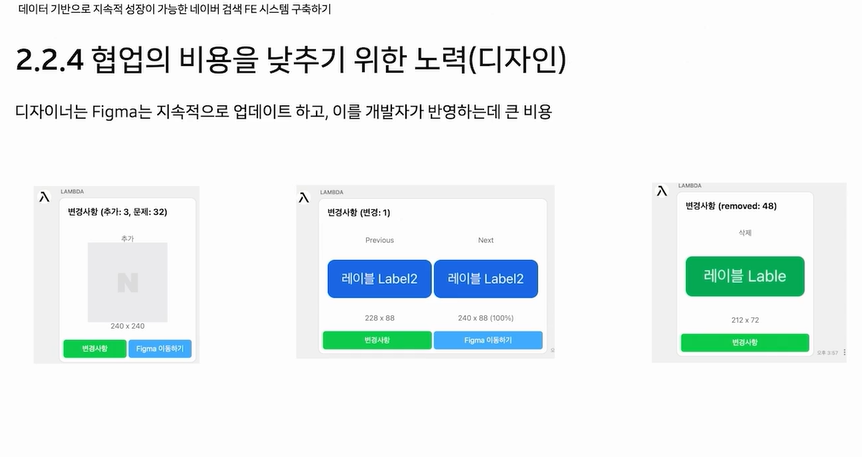 데이터 기반으로 지속적 성장이 가능한 네이버 검색 FE 시스템 구축하기
2.2.4 협업의 비용을 낮추기 위한 노력(디자인)
디자이너는 Figma는 지속적으로 업데이트 하고, 이를 개발자가 반영하는데 큰 비용
LAMBDA
변경사항 (추가: 3, 문제: 32)
추가
N
240 x 240
변경사항
Figma 이동하기
LAMBDA
변경사항 (변경: 1)
Previous
Next
레이블 Label2
레이블 Label2
228 x 88
240 x 88 (100%)
변경사항
Figma 이동하기
LAMBDA
변경사항 (removed: 48)
삭제
레이블 Lable
212 x 72
변경사항